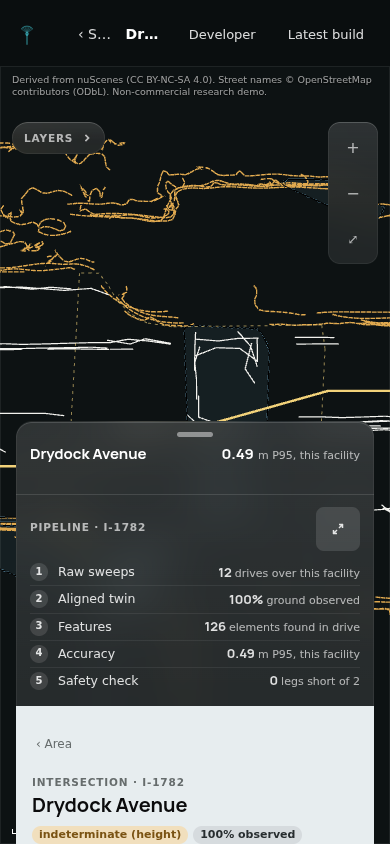 ‹ S... Dr... Developer Latest build
Derived from nuScenes (CC BY-NC-SA 4.0). Street names © OpenStreetMap
contributors (ODbL). Non-commercial research demo.
LAYERS ›
+
−
Drydock Avenue 0.49 m P95, this facility
PIPELINE · I-1782
1 Raw sweeps 12 drives over this facility
2 Aligned twin 100% ground observed
3 Features 126 elements found in drive
4 Accuracy 0.49 m P95, this facility
5 Safety check 0 legs short of 2
‹ Area
INTERSECTION · I-1782
Drydock Avenue
indeterminate (height) 100% observed